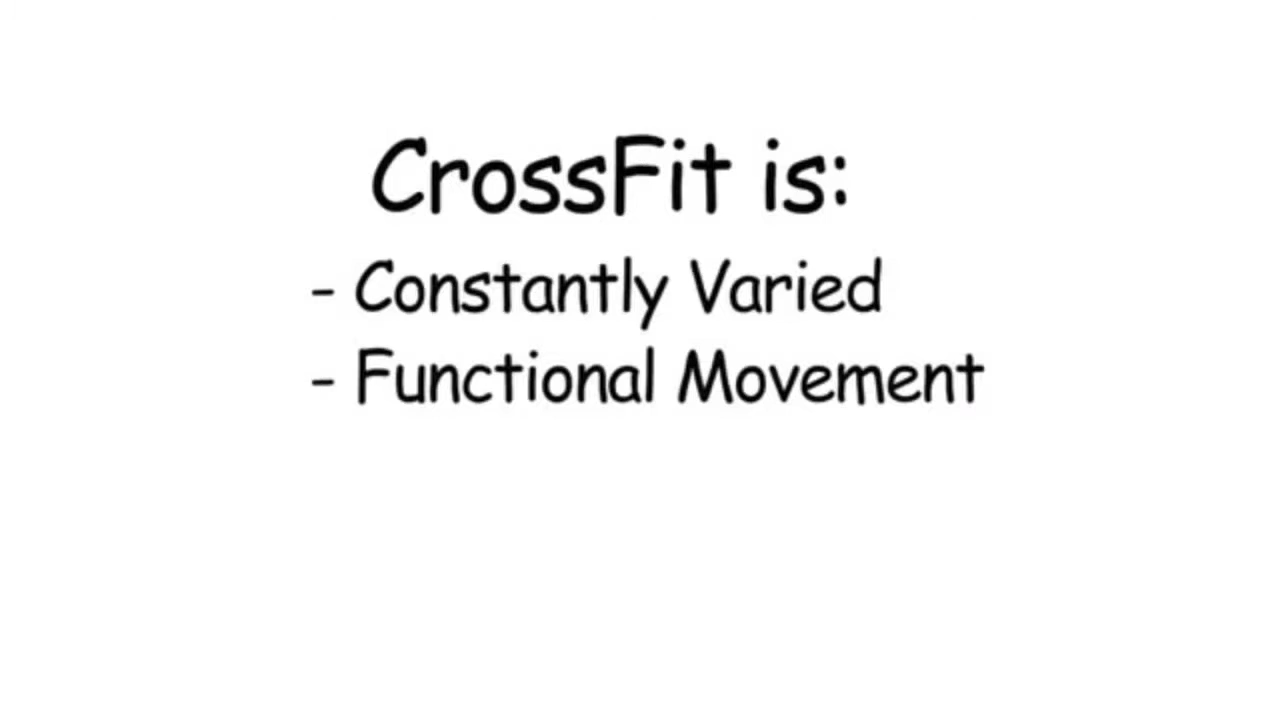 CrossFit is:
- Constantly Varied
- Functional Movement